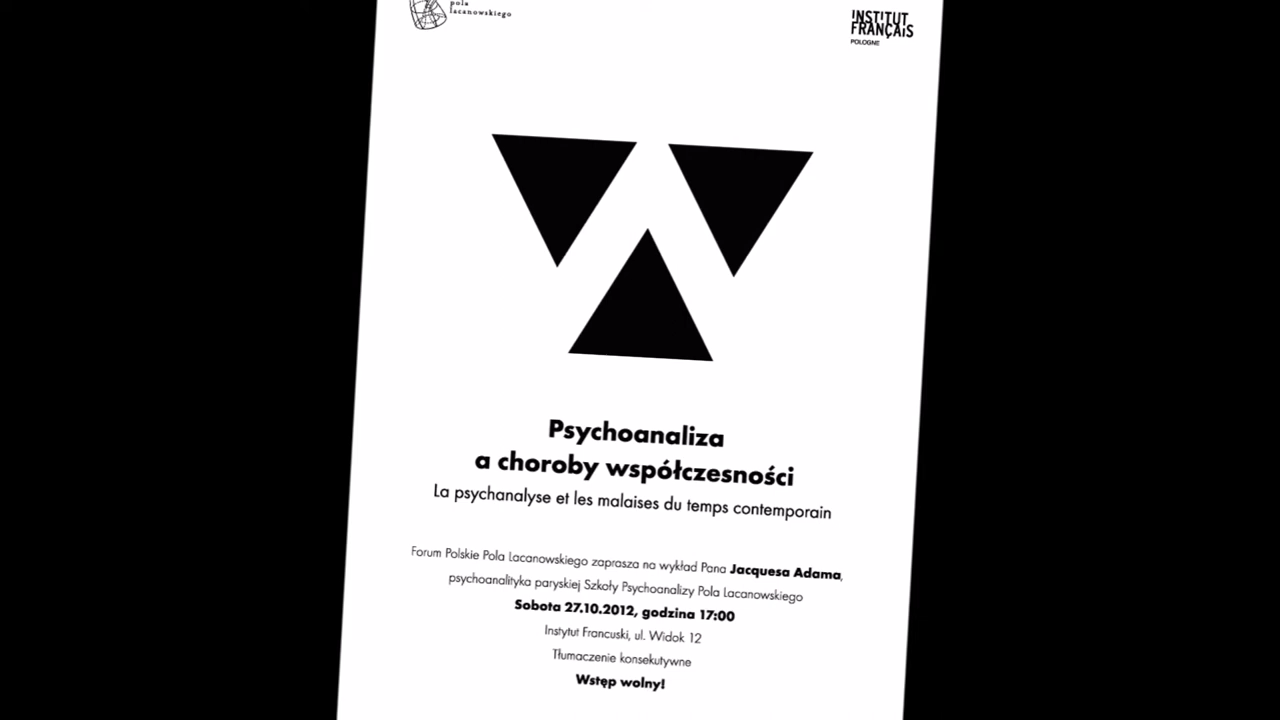 pola
lacanowskiego
INSTITUT
FRANÇAIS
POLOGNE
Psychoanaliza
a choroby współczesności
La psychanalyse et les malaises du temps contemporain
Forum Polskie Pola Lacanowskiego zaprasza na wykład Pana Jacquesa Adama,
psychoanalityka paryskiej Szkoły Psychoanalizy Pola Lacanowskiego
Sobota 27.10.2012, godzina 17:00
Instytut Francuski, ul. Widok 12
Tłumaczenie konsekutywne
Wstęp wolny!